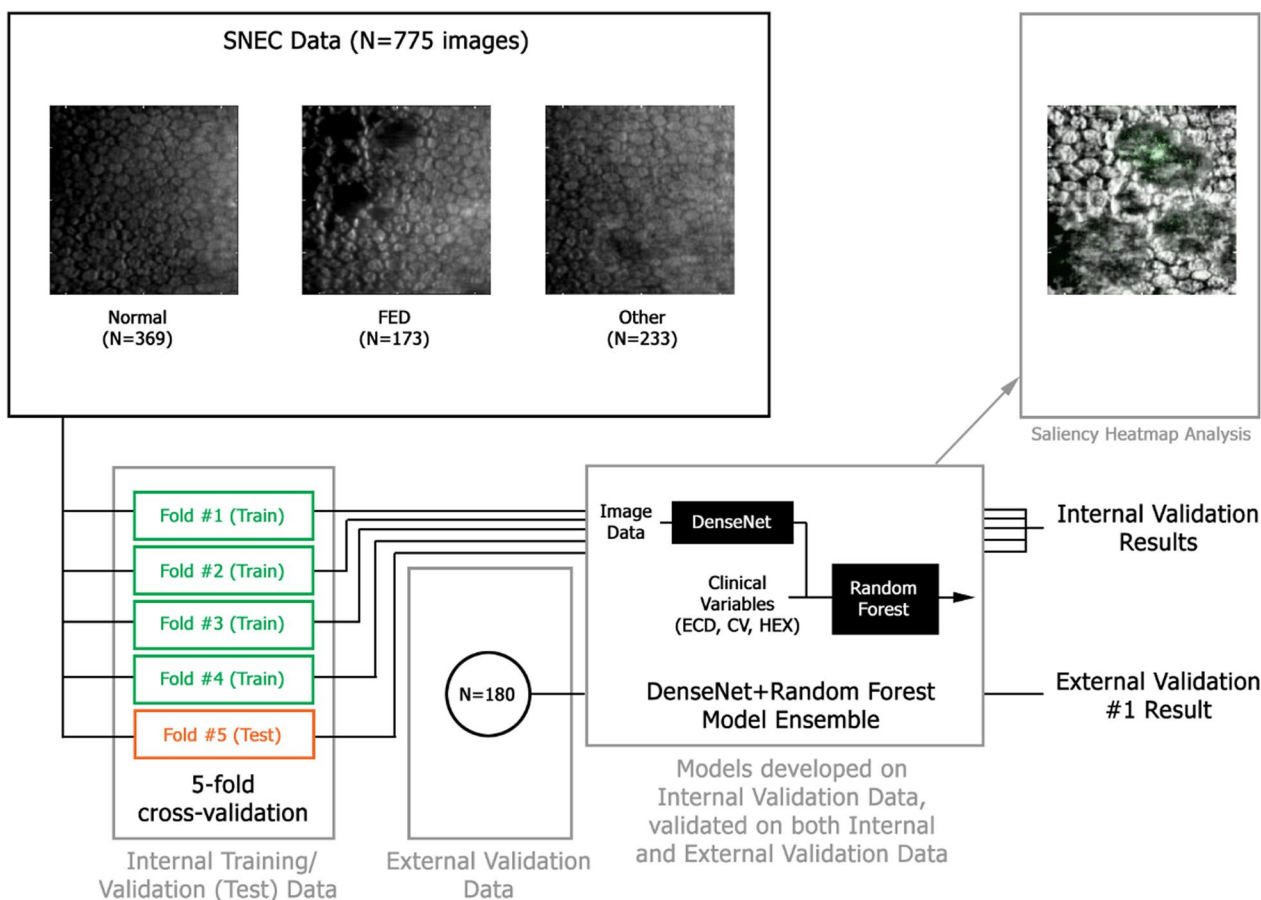 SNEC Data (N=775 images)
Normal
(N=369)
FED
(N=173)
Other
(N=233)
Saliency Heatmap Analysis
Fold #1 (Train)
Fold #2 (Train)
Fold #3 (Train)
Fold #4 (Train)
Fold #5 (Test)
5-fold
cross-validation
Internal Training/
Validation (Test) Data
N=180
External Validation
Data
Image
Data
DenseNet
Clinical
Variables
(ECD, CV, HEX)
Random
Forest
DenseNet+Random Forest
Model Ensemble
Models developed on
Internal Validation Data,
validated on both Internal
and External Validation Data
Internal Validation
Results
External Validation
#1 Result